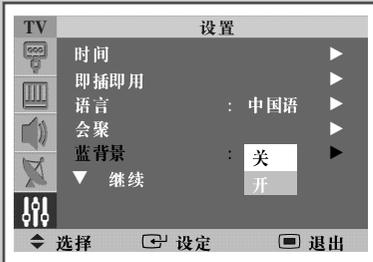 TV 设置
时间
即插即用
语言 : 中国语
会聚
蓝背景 : 关
继续 开
选择 设定 退出